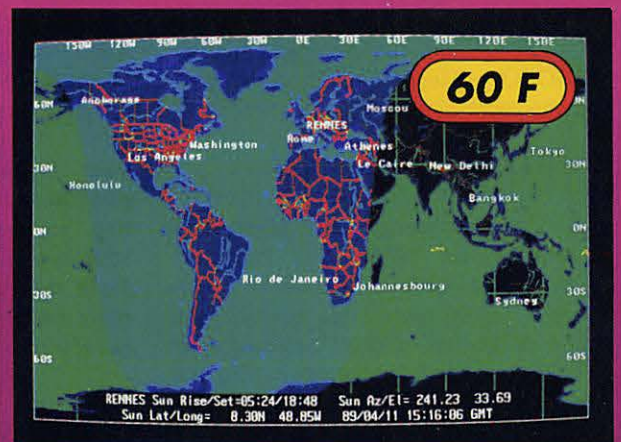 150W 120W 90W 60W 30W 0E 30E 60E 90E 120E 150E
60 F
60N
Anchorage
Moscou
RENNES
Washington
Rome
Athenes
Tokyo
Los Angeles
Le Caire
New Delhi
30N
30N
Honolulu
Bangkok
0N
0N
Rio de Janeiro
Johannesbourg
30S
30S
Sydney
60S
60S
RENNES Sun Rise/Set=05:24/18:48 Sun Az/El= 241.23 33.69
Sun Lat/Long= 8.30N 48.85W 89/04/11 15:16:06 GMT